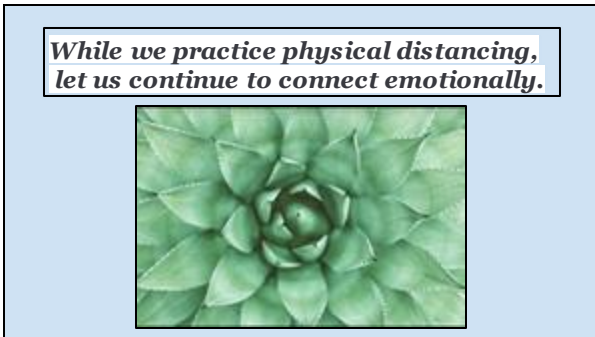 While we practice physical distancing,
let us continue to connect emotionally.